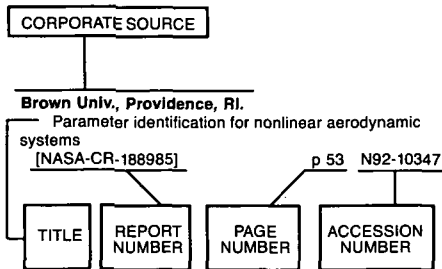 CORPORATE SOURCE
Brown Univ., Providence, RI.
Parameter identification for nonlinear aerodynamic
systems
[NASA-CR-188985] p 53 N92-10347
TITLE REPORT NUMBER PAGE NUMBER ACCESSION NUMBER